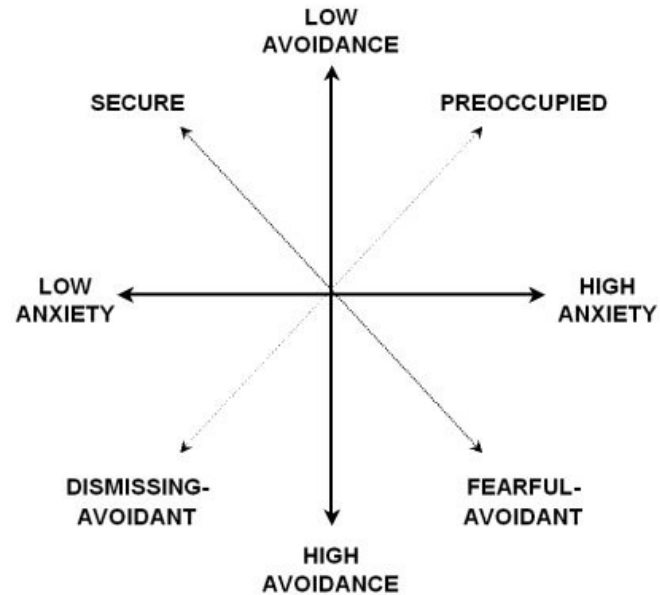 LOW
AVOIDANCE
SECURE
PREOCCUPIED
LOW
ANXIETY
HIGH
ANXIETY
DISMISSING-
AVOIDANT
FEARFUL-
AVOIDANT
HIGH
AVOIDANCE